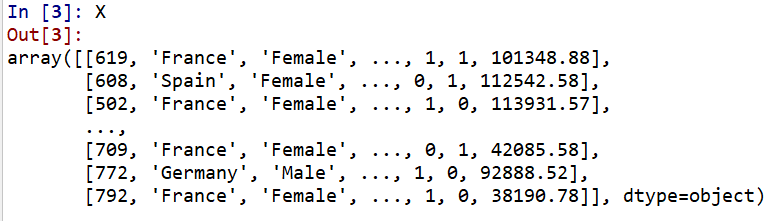 In [3]: X
Out[3]:
array([[619, 'France', 'Female', ..., 1, 1, 101348.88],
       [608, 'Spain', 'Female', ..., 0, 1, 112542.58],
       [502, 'France', 'Female', ..., 1, 0, 113931.57],
       ...,
       [709, 'France', 'Female', ..., 0, 1, 42085.58],
       [772, 'Germany', 'Male', ..., 1, 0, 92888.52],
       [792, 'France', 'Female', ..., 1, 0, 38190.78]], dtype=object)